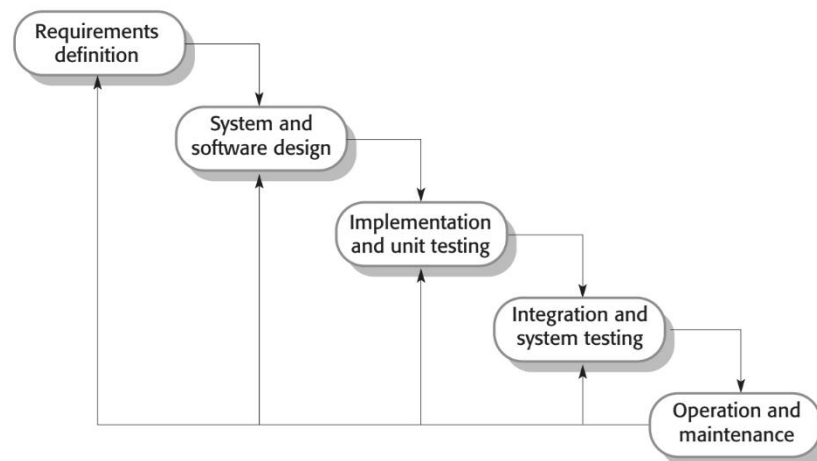 Requirements
definition
System and
software design
Implementation
and unit testing
Integration and
system testing
Operation and
maintenance